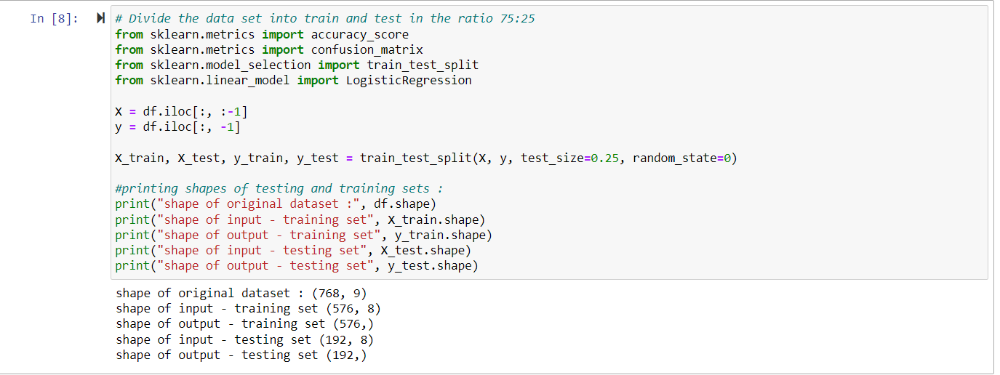 In [8]:
# Divide the data set into train and test in the ratio 75:25
from sklearn.metrics import accuracy_score
from sklearn.metrics import confusion_matrix
from sklearn.model_selection import train_test_split
from sklearn.linear_model import LogisticRegression
X = df.iloc[:, :-1]
y = df.iloc[:, -1]
X_train, X_test, y_train, y_test = train_test_split(X, y, test_size=0.25, random_state=0)
#printing shapes of testing and training sets :
print("shape of original dataset :", df.shape)
print("shape of input - training set", X_train.shape)
print("shape of output - training set", y_train.shape)
print("shape of input - testing set", X_test.shape)
print("shape of output - testing set", y_test.shape)
shape of original dataset : (768, 9)
shape of input - training set (576, 8)
shape of output - training set (576,)
shape of input - testing set (192, 8)
shape of output - testing set (192,)